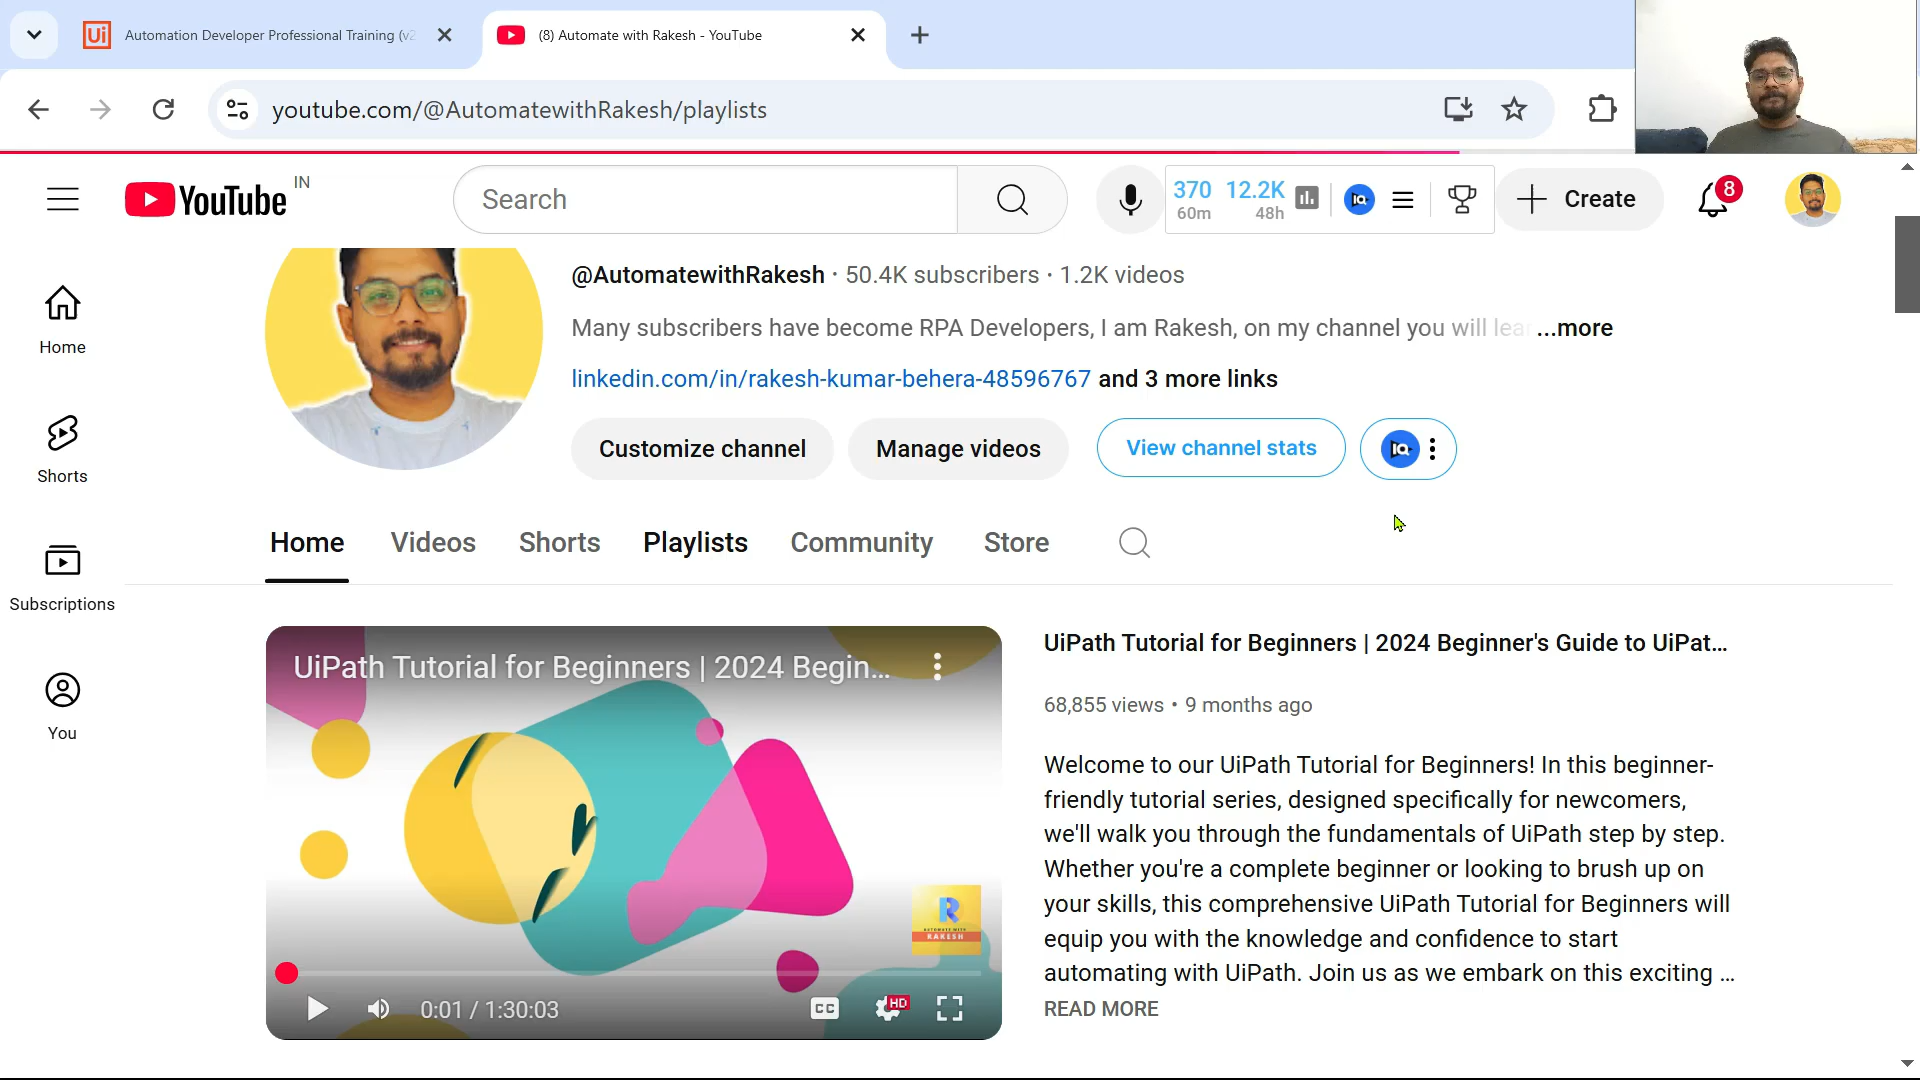 Automation Developer Professional Training (v2
(8) Automate with Rakesh - YouTube
youtube.com/@AutomatewithRakesh/playlists
YouTube IN
Search
370 12.2K
60m 48h
Create
8
@AutomatewithRakesh · 50.4K subscribers · 1.2K videos
Many subscribers have become RPA Developers, I am Rakesh, on my channel you will lea ...more
linkedin.com/in/rakesh-kumar-behera-48596767 and 3 more links
Customize channel
Manage videos
View channel stats
Home
Shorts
Subscriptions
You
Home Videos Shorts Playlists Community Store
UiPath Tutorial for Beginners | 2024 Begin...
R
AUTOMATE WITH
RAKESH
0:01 / 1:30:03
CC
HD
UiPath Tutorial for Beginners | 2024 Beginner's Guide to UiPat...
68,855 views • 9 months ago
Welcome to our UiPath Tutorial for Beginners! In this beginner-
friendly tutorial series, designed specifically for newcomers,
we'll walk you through the fundamentals of UiPath step by step.
Whether you're a complete beginner or looking to brush up on
your skills, this comprehensive UiPath Tutorial for Beginners will
equip you with the knowledge and confidence to start
automating with UiPath. Join us as we embark on this exciting ...
READ MORE